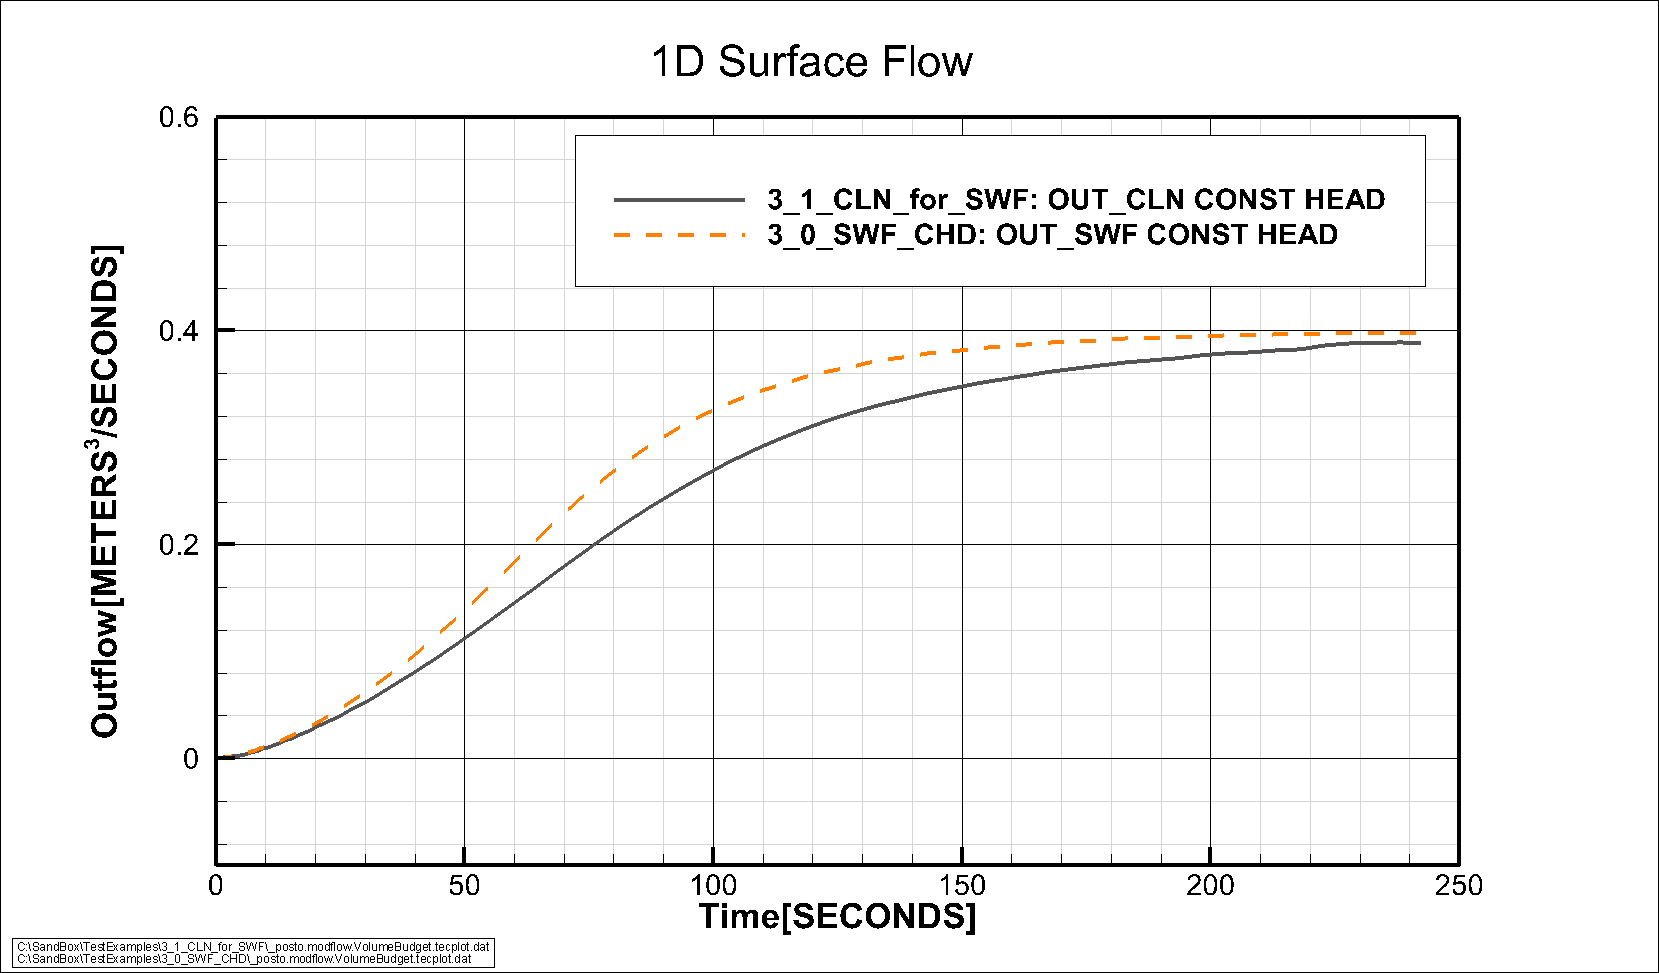 1D Surface Flow
0.6
3_1_CLN_for_SWF: OUT_CLN CONST HEAD
3_0_SWF_CHD: OUT_SWF CONST HEAD
0.4
Outflow[METERS³/SECONDS]
0.2
0
0 50 100 150 200 250
Time[SECONDS]
C:\SandBox\TestExamples\3_1_CLN_for_SWF\_posto.modflow.VolumeBudget.tecplot.dat
C:\SandBox\TestExamples\3_0_SWF_CHD\_posto.modflow.VolumeBudget.tecplot.dat